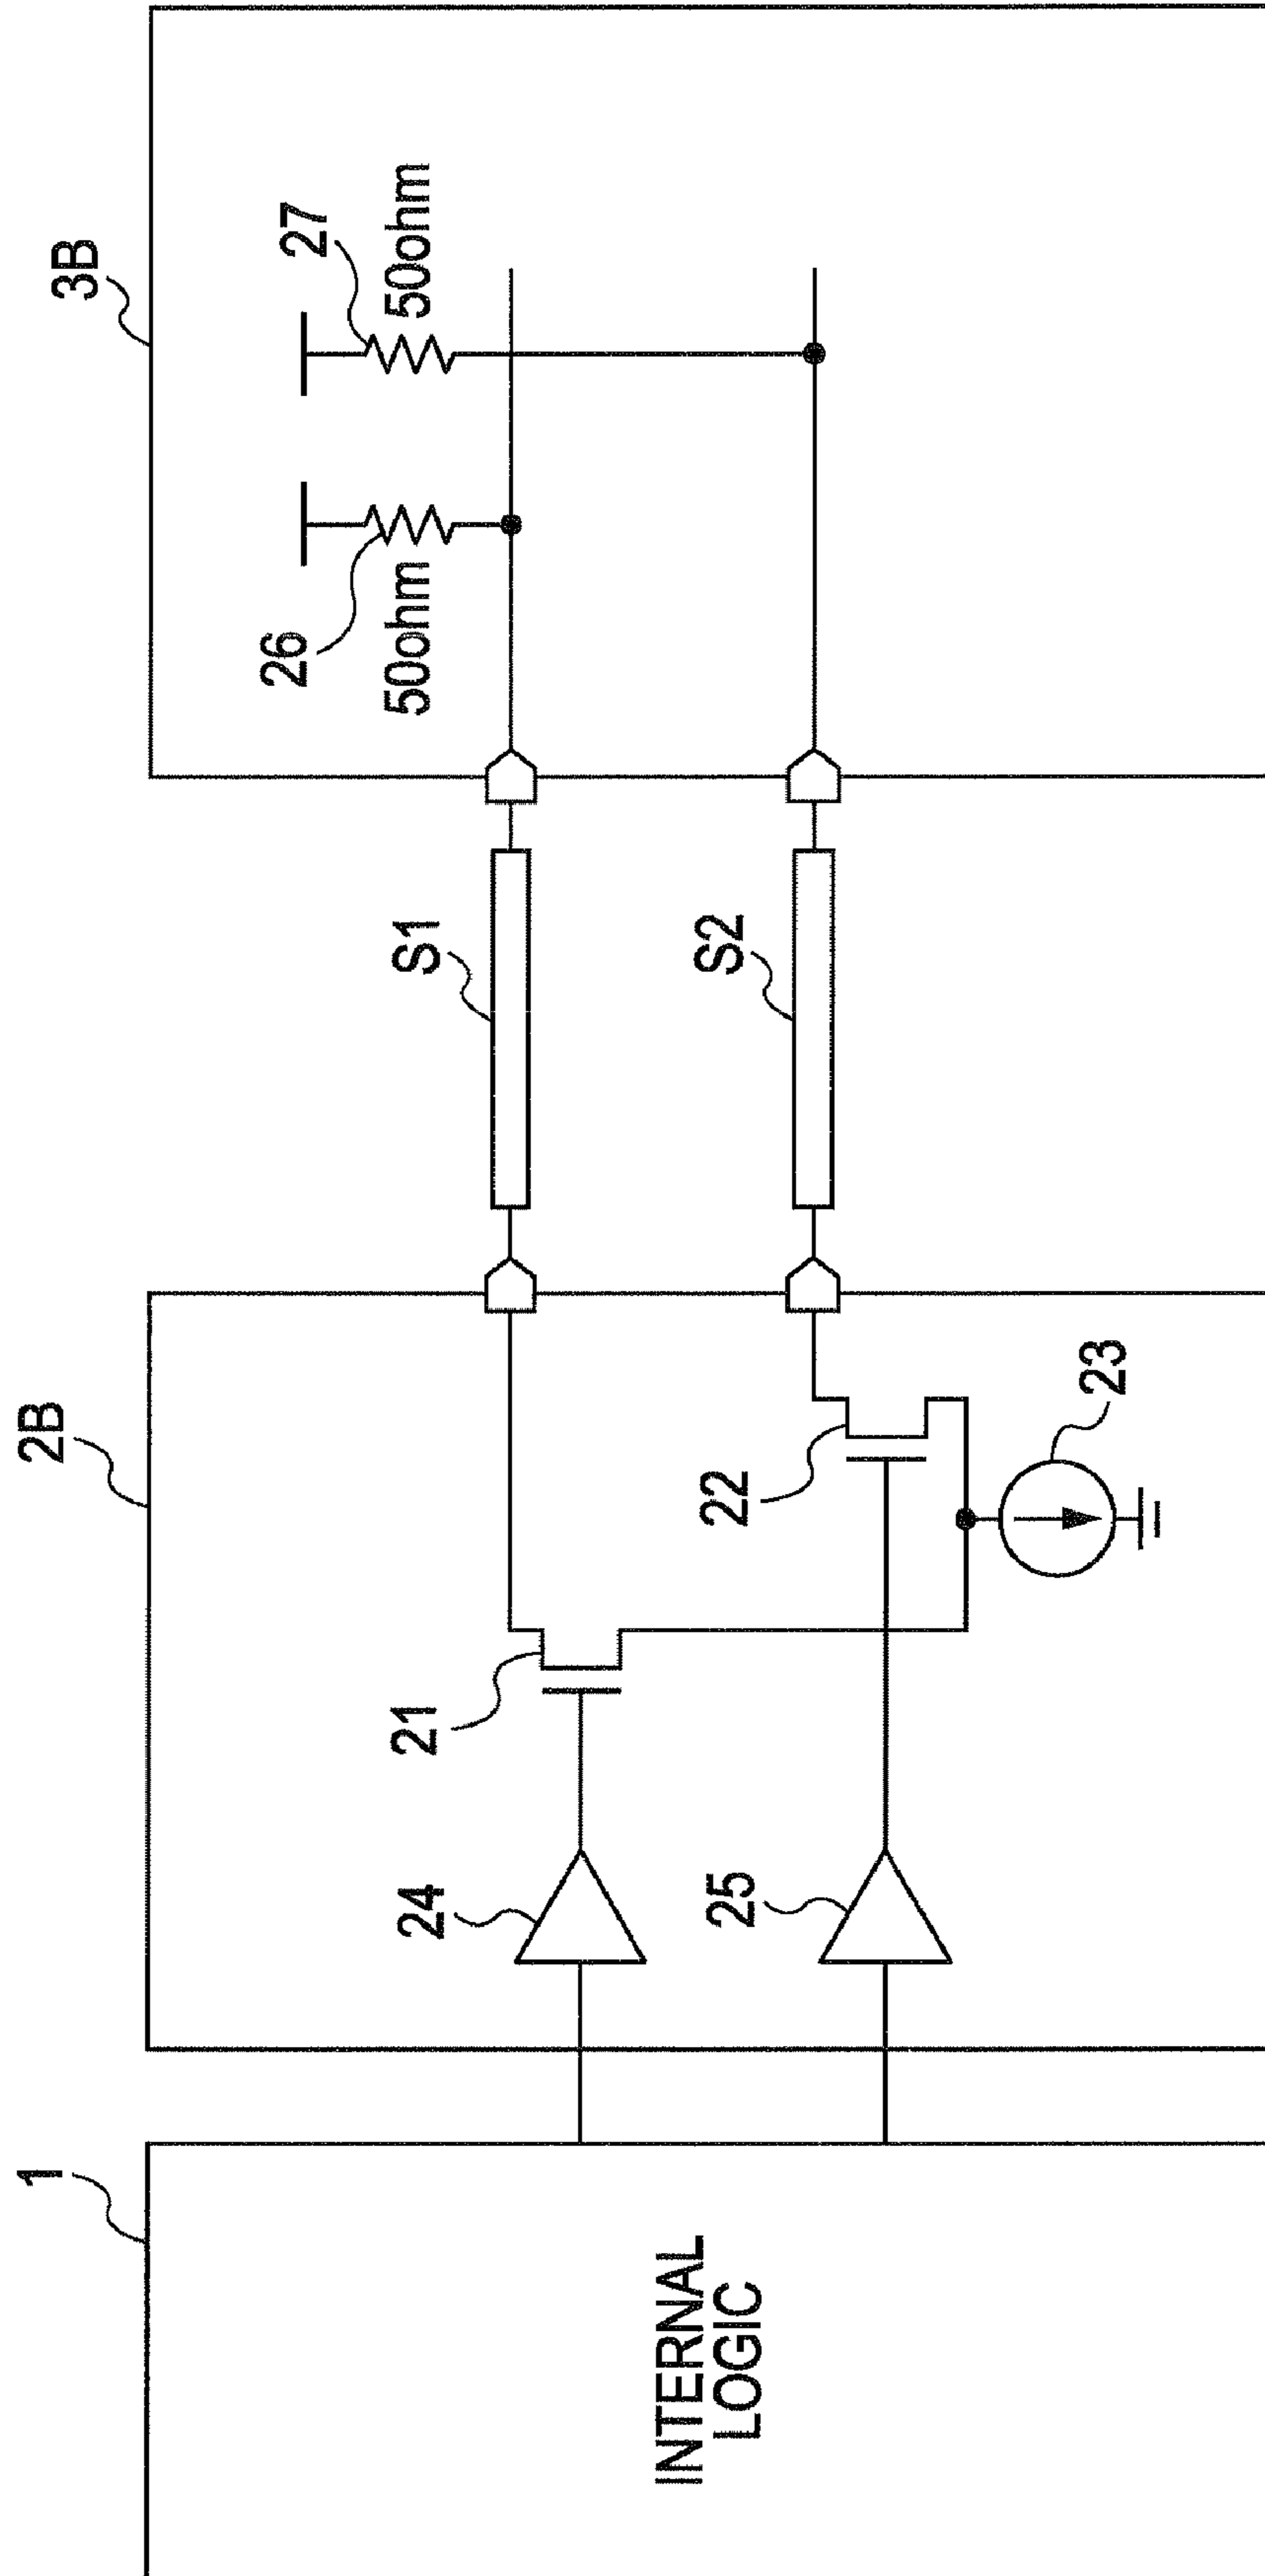 1
2B
3B
INTERNAL
LOGIC
24
21
25
22
23
S1
S2
26
50ohm
27
50ohm